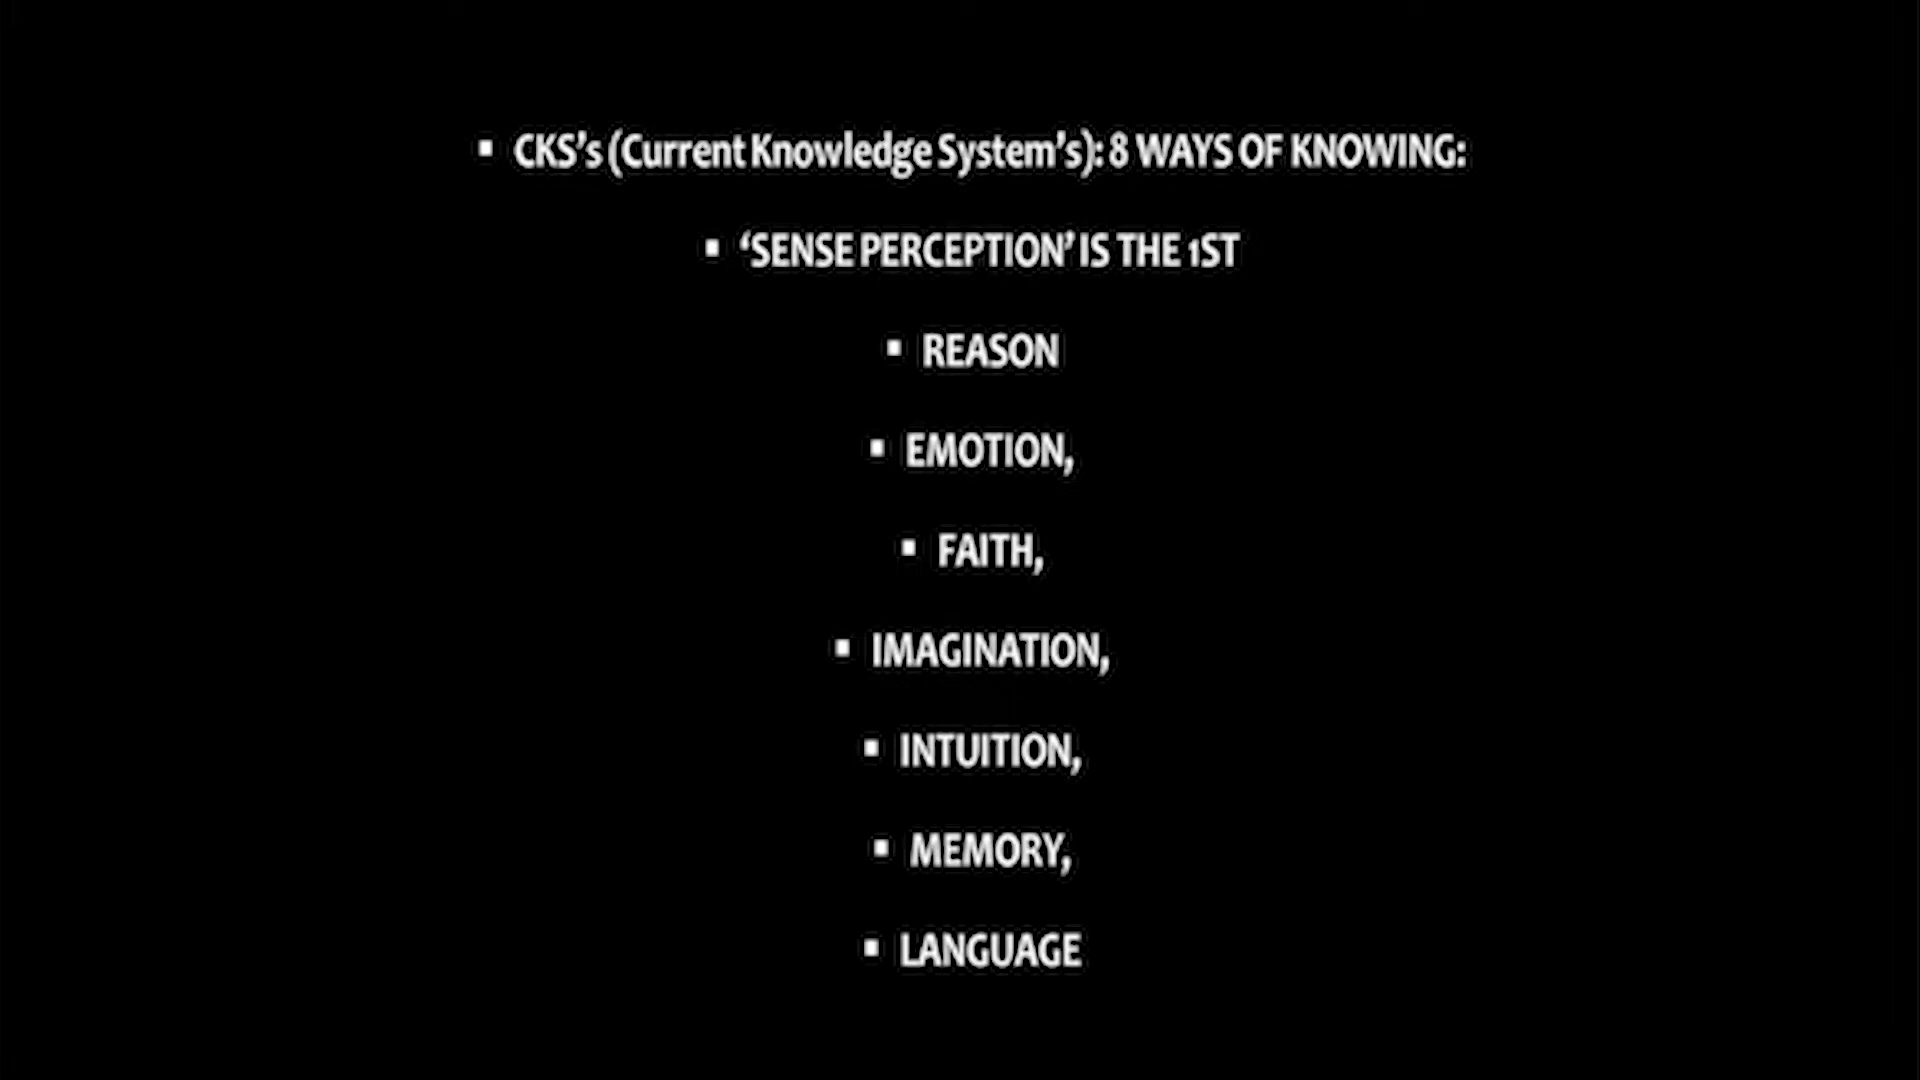 ▪ CKS’s (Current Knowledge System’s): 8 WAYS OF KNOWING:
▪ ‘SENSE PERCEPTION’ IS THE 1ST
▪ REASON
▪ EMOTION,
▪ FAITH,
▪ IMAGINATION,
▪ INTUITION,
▪ MEMORY,
▪ LANGUAGE